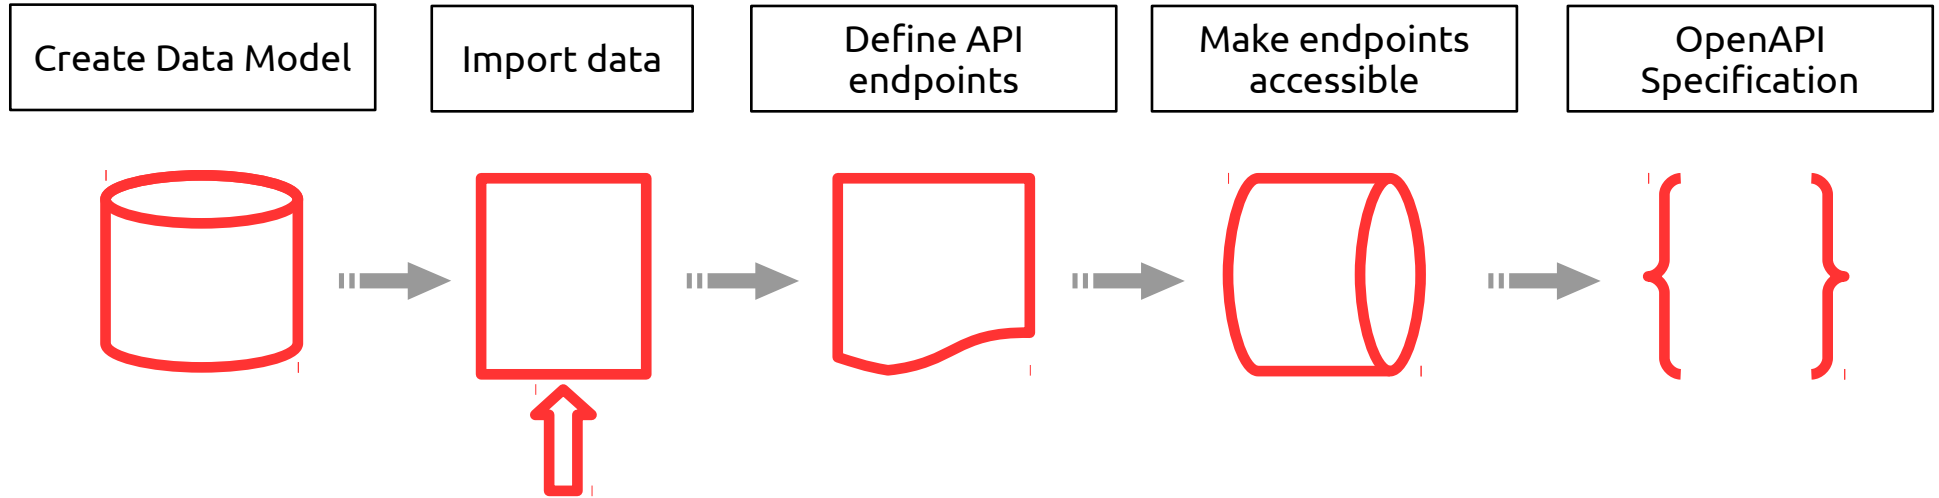 Create Data Model
Import data
Define API
endpoints
Make endpoints
accessible
OpenAPI
Specification